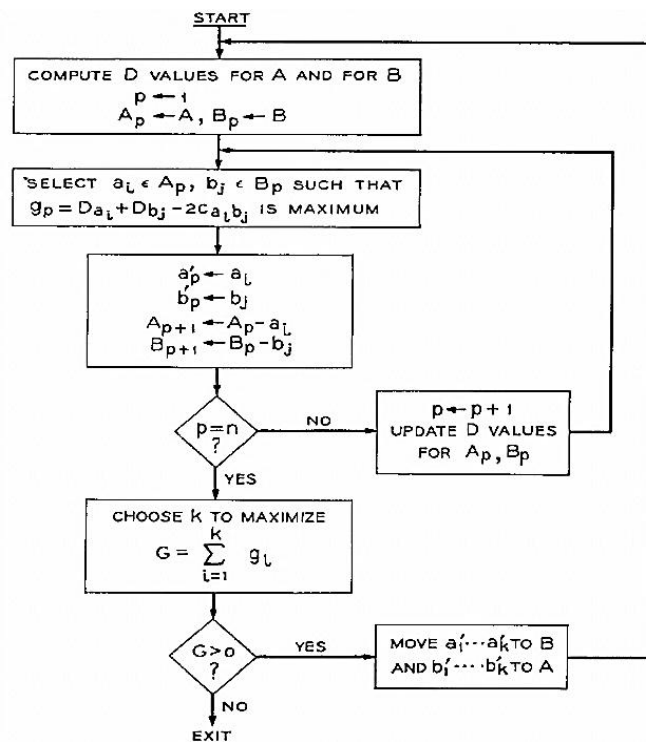 START
COMPUTE D VALUES FOR A AND FOR B
p ← 1
Aₚ ← A, Bₚ ← B
SELECT aᵢ ϵ Aₚ, bⱼ ϵ Bₚ SUCH THAT
gₚ = Daᵢ + Dbⱼ - 2caᵢbⱼ IS MAXIMUM
a'ₚ ← aᵢ
b'ₚ ← bⱼ
Aₚ₊₁ ← Aₚ - aᵢ
Bₚ₊₁ ← Bₚ - bⱼ
p = n
?
NO
p ← p + 1
UPDATE D VALUES
FOR Aₚ, Bₚ
YES
CHOOSE k TO MAXIMIZE
k
G = ∑ gᵢ
i=1
G>0
?
YES
MOVE a'₁···a'ₖ TO B
AND b'₁····b'ₖ TO A
NO
EXIT